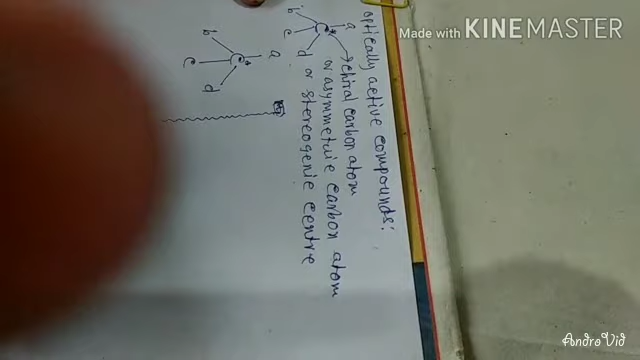 Made with KINEMASTER
optically active compounds:
a
b
c
d
C*
chiral carbon atom
or asymmetric carbon atom
or stereogenic centre
a
b
c
d
C*
AndroVid